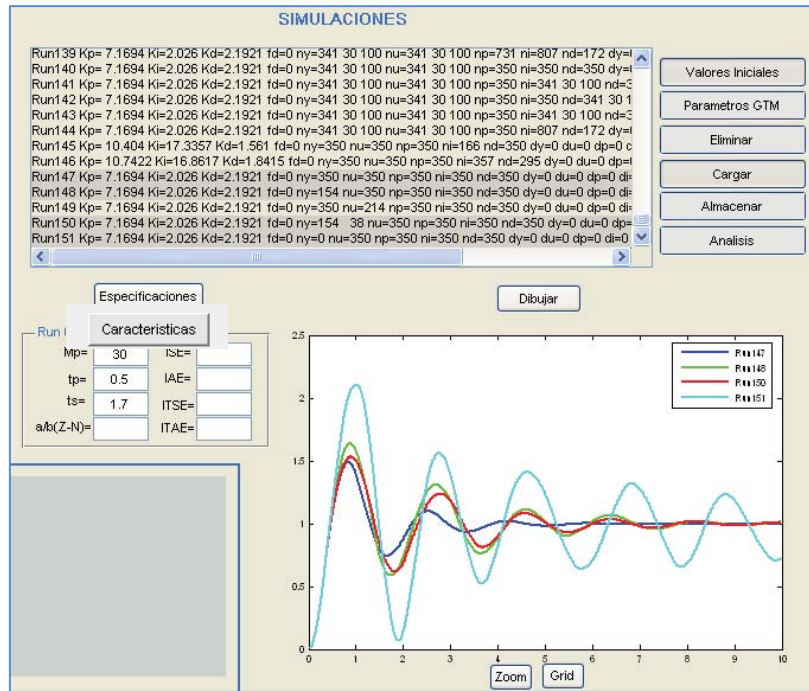 SIMULACIONES
Run139 Kp= 7.1694 Ki=2.026 Kd=2.1921 fd=0 ny=341 30 100 nu=341 30 100 np=731 ni=807 nd=172 dy=
Run140 Kp= 7.1694 Ki=2.026 Kd=2.1921 fd=0 ny=341 30 100 nu=341 30 100 np=350 ni=350 nd=350 dy=
Run141 Kp= 7.1694 Ki=2.026 Kd=2.1921 fd=0 ny=341 30 100 nu=341 30 100 np=350 ni=341 30 100 nd=3
Run142 Kp= 7.1694 Ki=2.026 Kd=2.1921 fd=0 ny=341 30 100 nu=341 30 100 np=350 ni=350 nd=341 30 1
Run143 Kp= 7.1694 Ki=2.026 Kd=2.1921 fd=0 ny=341 30 100 nu=341 30 100 np=350 ni=341 30 100 nd=3
Run144 Kp= 7.1694 Ki=2.026 Kd=2.1921 fd=0 ny=341 30 100 nu=341 30 100 np=350 ni=807 nd=172 dy=
Run145 Kp= 10.404 Ki=17.3357 Kd=1.561 fd=0 ny=350 nu=350 np=350 ni=166 nd=350 dy=0 du=0 dp=0 c
Run146 Kp= 10.7422 Ki=16.8617 Kd=1.8415 fd=0 ny=350 nu=350 np=350 ni=357 nd=295 dy=0 du=0 dp=
Run147 Kp= 7.1694 Ki=2.026 Kd=2.1921 fd=0 ny=350 nu=350 np=350 ni=350 nd=350 dy=0 du=0 dp=0 di=
Run148 Kp= 7.1694 Ki=2.026 Kd=2.1921 fd=0 ny=154 nu=350 np=350 ni=350 nd=350 dy=0 du=0 dp=0 di=
Run149 Kp= 7.1694 Ki=2.026 Kd=2.1921 fd=0 ny=350 nu=214 np=350 ni=350 nd=350 dy=0 du=0 dp=0 di=
Run150 Kp= 7.1694 Ki=2.026 Kd=2.1921 fd=0 ny=154 38 nu=350 np=350 ni=350 nd=350 dy=0 du=0 dp=
Run151 Kp= 7.1694 Ki=2.026 Kd=2.1921 fd=0 ny=0 nu=350 np=350 ni=350 nd=350 dy=0 du=0 dp=0 di=0
Valores Iniciales
Parametros GTM
Eliminar
Cargar
Almacenar
Analisis
Especificaciones
Dibujar
Run
Caracteristicas
Mp= 30 ISE=
tp= 0.5 IAE=
ts= 1.7 ITSE=
a/b(Z-N)= ITAE=
2.5
2
1.5
1
0.5
0
0 1 2 3 4 5 6 7 8 9 10
Run147
Run148
Run150
Run151
Zoom
Grid